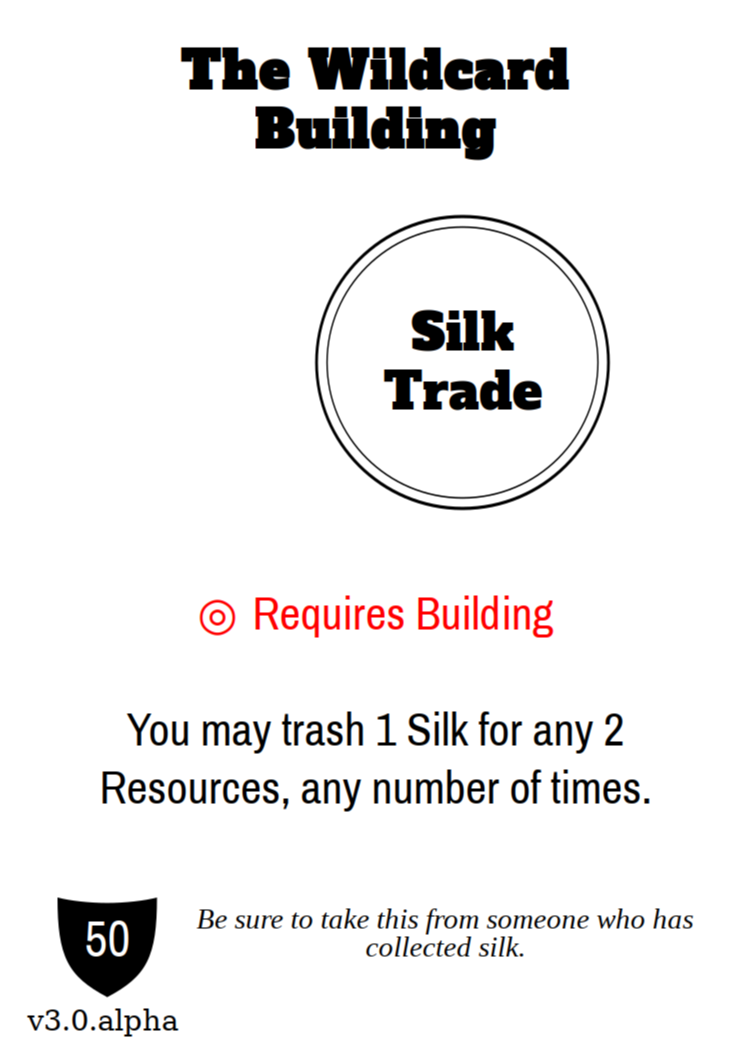 The Wildcard
Building
Silk
Trade
◎ Requires Building
You may trash 1 Silk for any 2
Resources, any number of times.
50
Be sure to take this from someone who has
collected silk.
v3.0.alpha